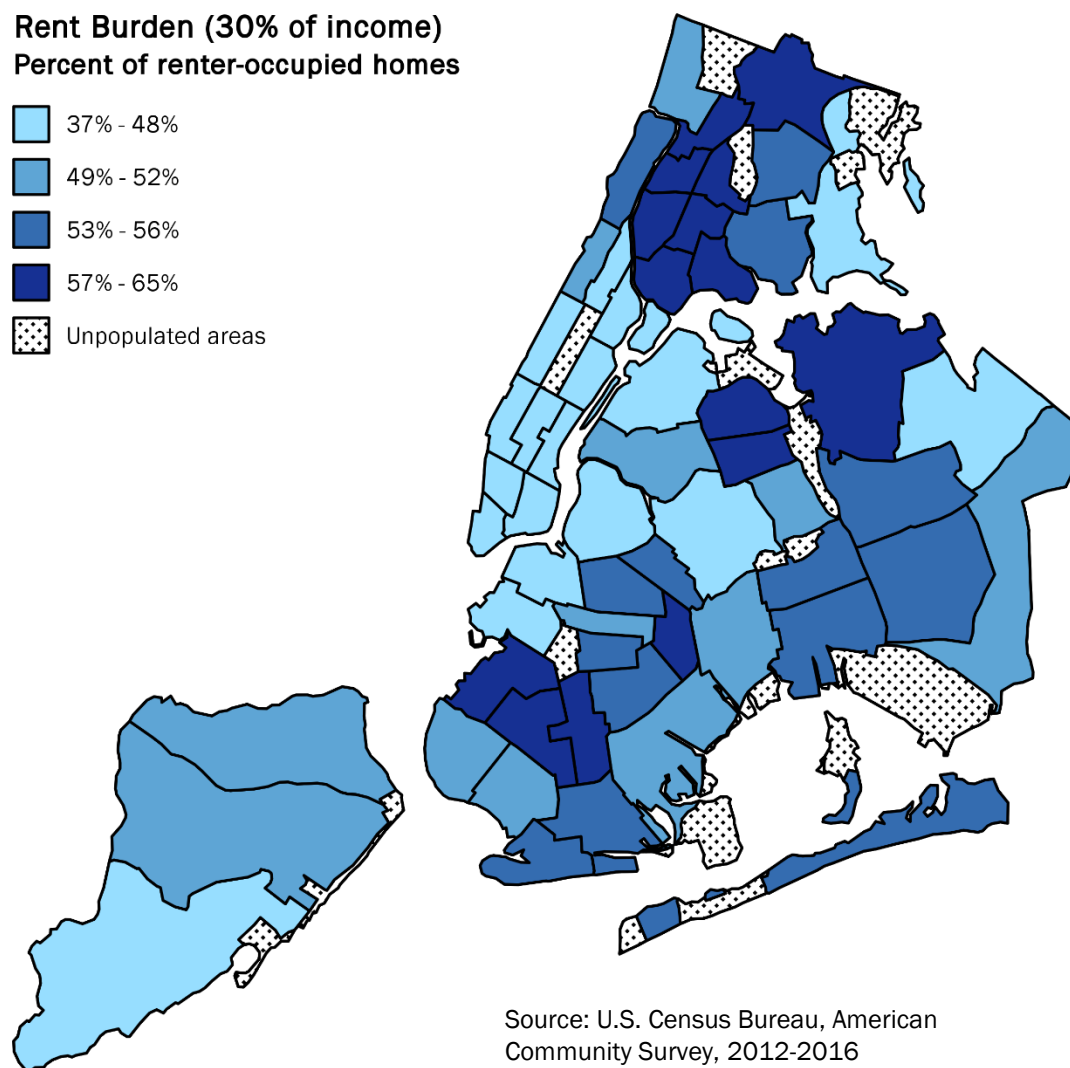 Rent Burden (30% of income)
Percent of renter-occupied homes
37% - 48%
49% - 52%
53% - 56%
57% - 65%
Unpopulated areas
Source: U.S. Census Bureau, American
Community Survey, 2012-2016